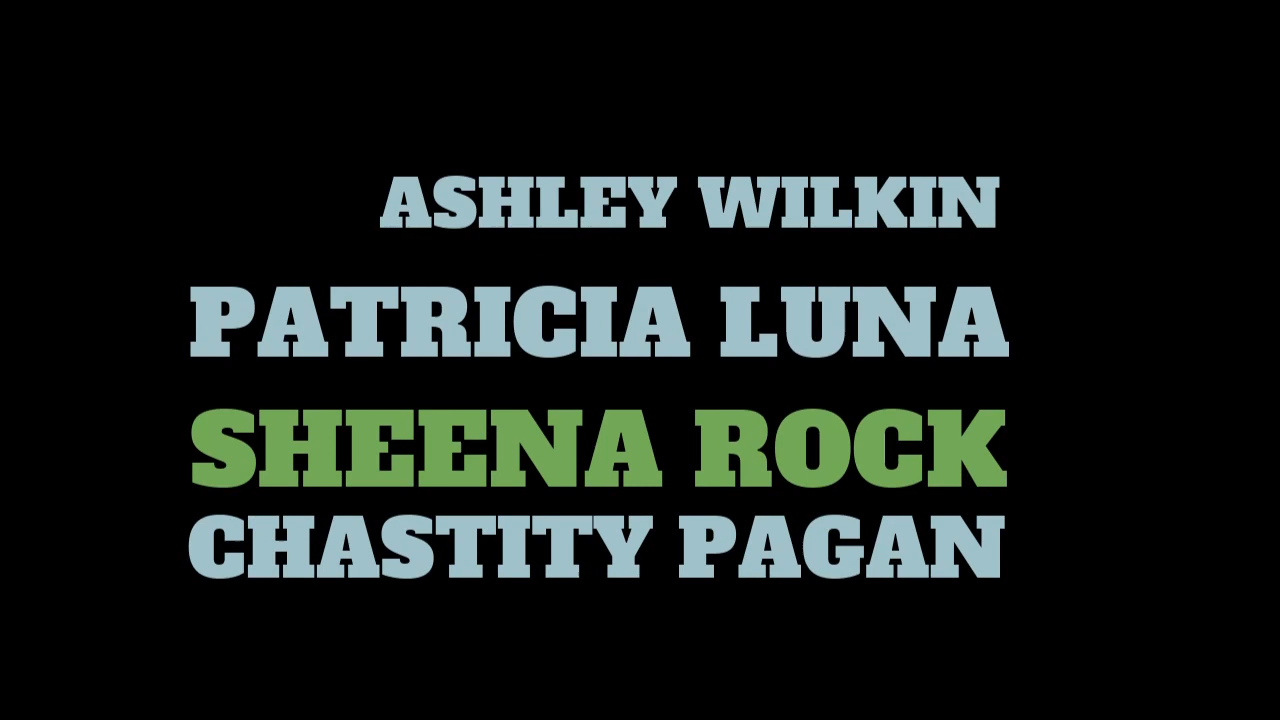 ASHLEY WILKIN
PATRICIA LUNA
SHEENA ROCK
CHASTITY PAGAN